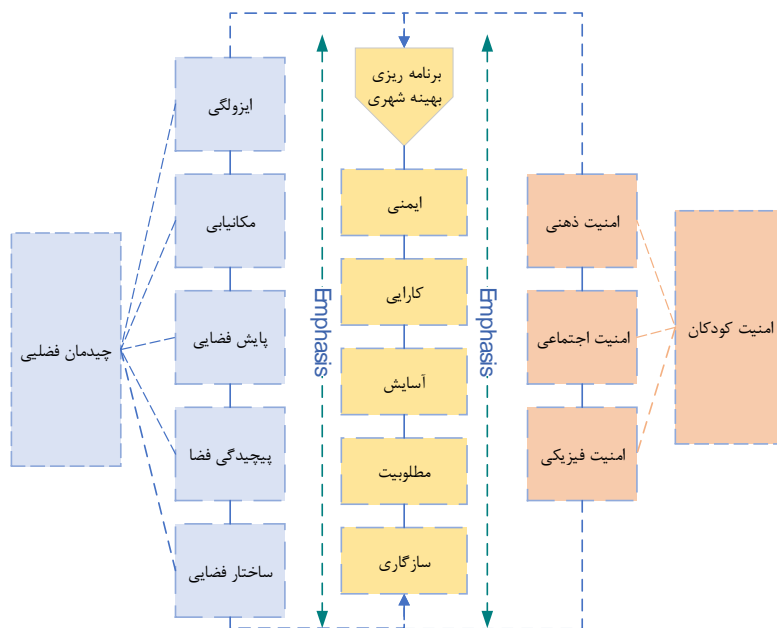 برنامه ریزی
بهینه شهری
ایمنی
کارایی
آسایش
مطلوبیت
سازگاری
امنیت کودکان
امنیت ذهنی
امنیت اجتماعی
امنیت فیزیکی
Emphasis
Emphasis
ایزولگی
مکانیابی
پایش فضایی
پیچیدگی فضا
ساختار فضایی
چیدمان فضلیی